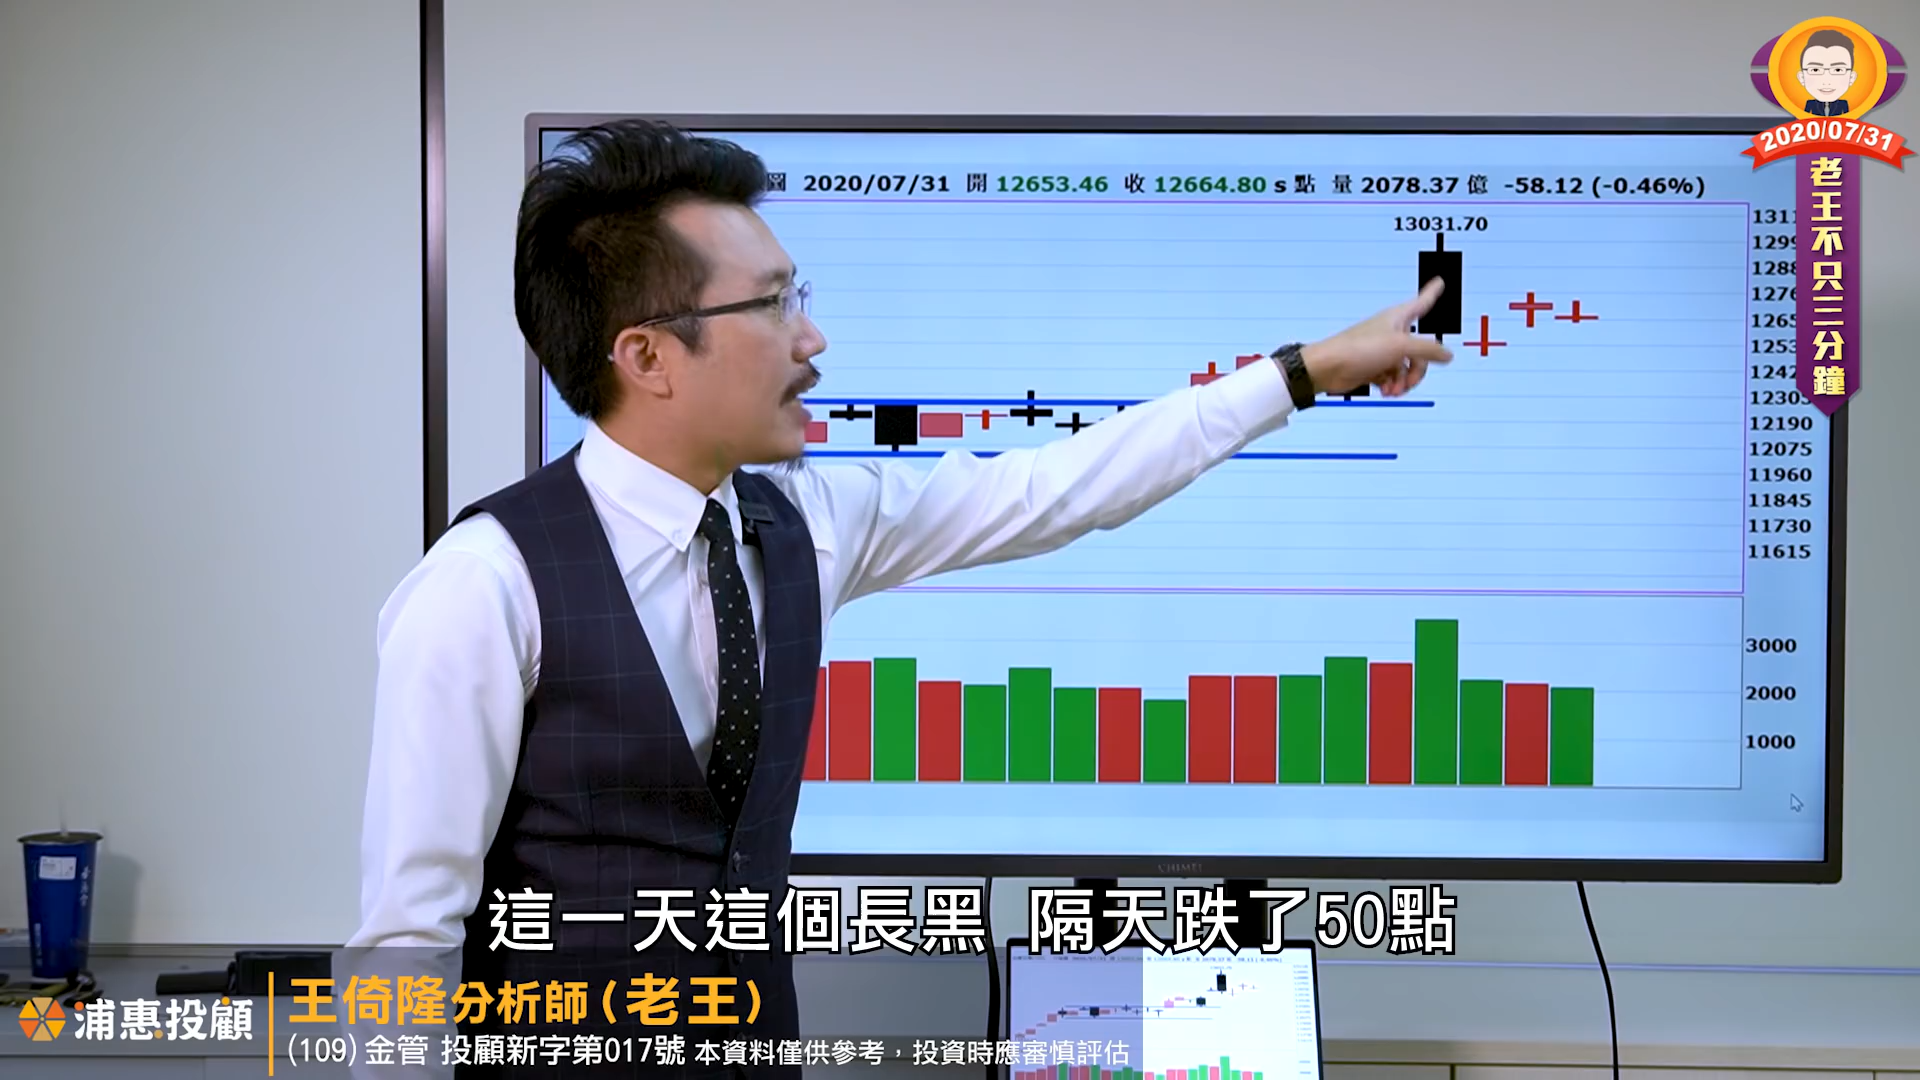 2020/07/31
老王不只三分鐘
圖 2020/07/31 開 12653.46 收 12664.80 s 點 量 2078.37 億 -58.12 (-0.46%)
13031.70
12305
12190
12075
11960
11845
11730
11615
3000
2000
1000
CHIMEI
這一天這個長黑 隔天跌了50點
浦惠投顧
王倚隆分析師(老王)
(109) 金管 投顧新字第017號 本資料僅供參考,投資時應審慎評估